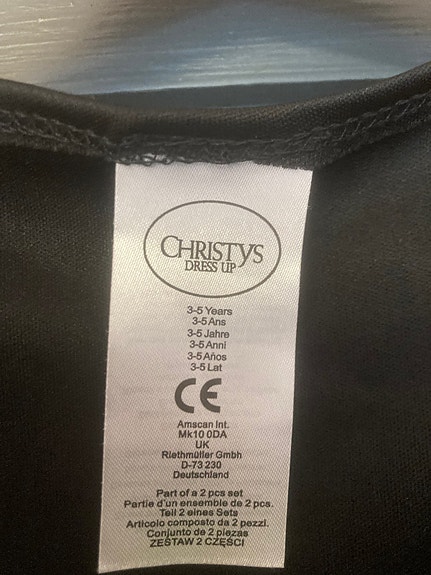 CHRISTYS
DRESS UP
3-5 Years
3-5 Ans
3-5 Jahre
3-5 Anni
3-5 Años
3-5 Lat
CE
Amscan Int.
Mk10 0DA
UK
Riethmüller Gmbh
D-73 230
Deutschland
Part of a 2 pcs set
Partie d'un ensemble de 2 pcs.
Teil 2 eines Sets
Articolo composto da 2 pezzi.
Conjunto de 2 piezas
ZESTAW 2 CZĘŚCI